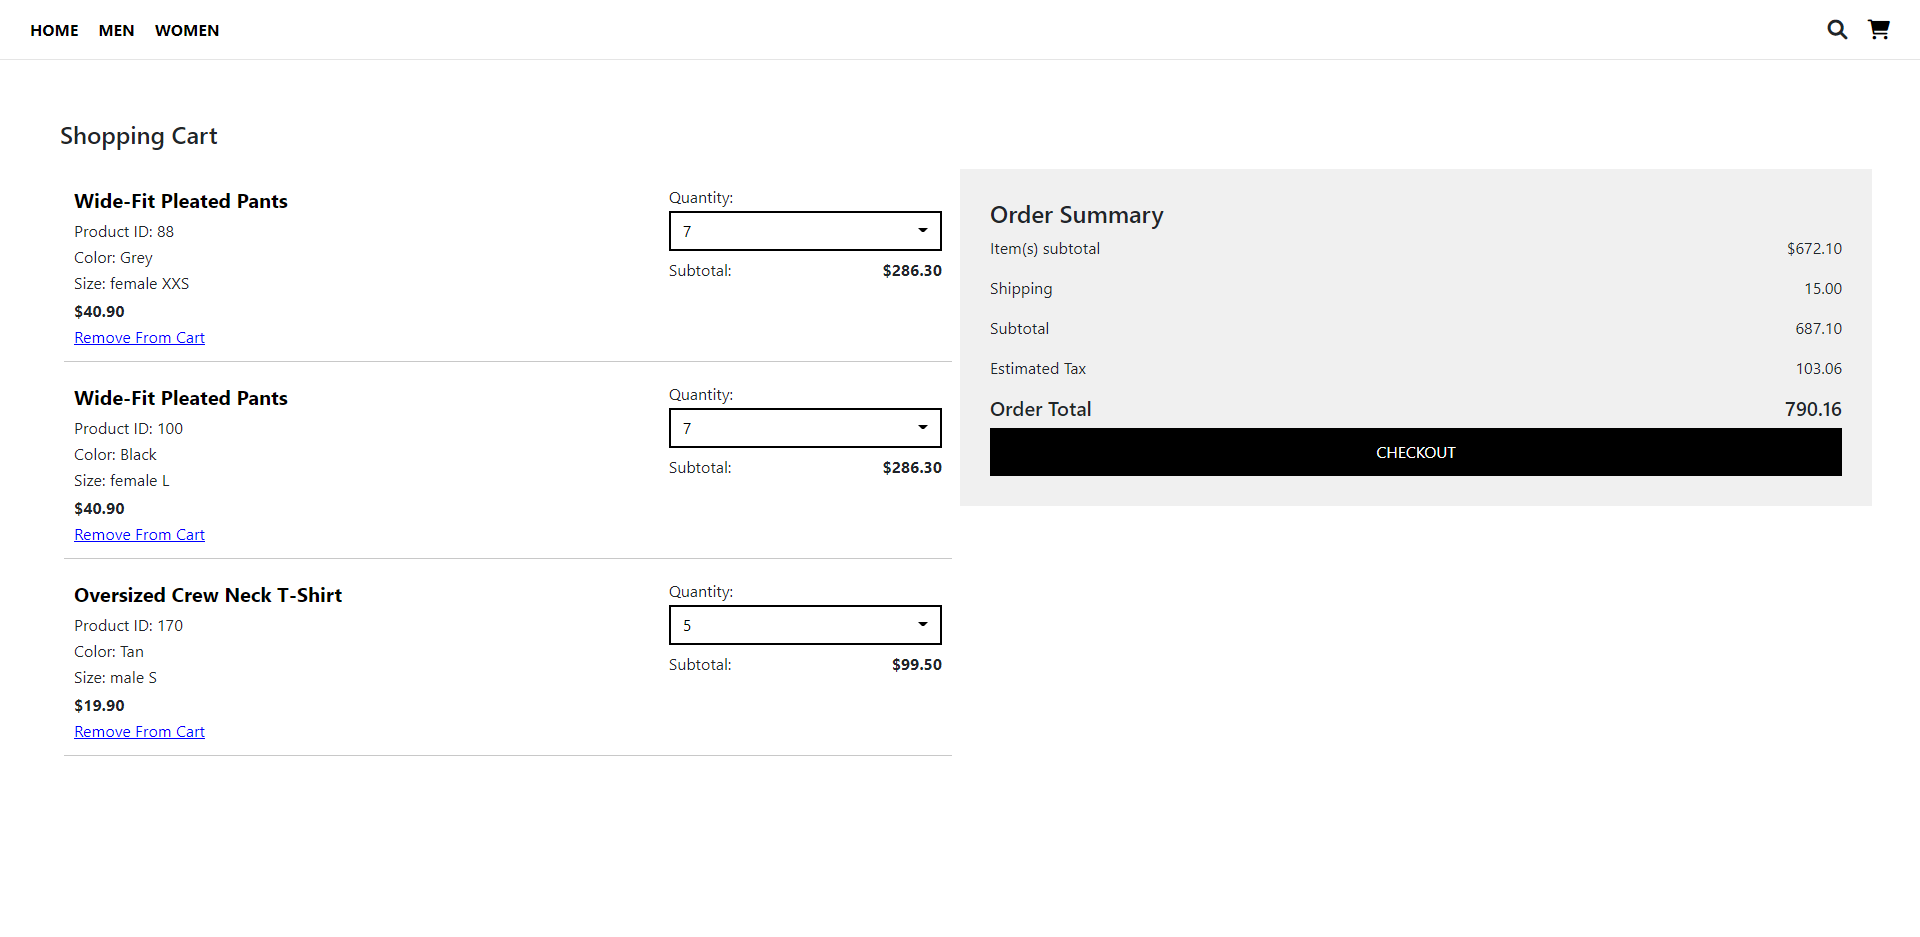 HOME MEN WOMEN
Shopping Cart
Wide-Fit Pleated Pants
Product ID: 88
Color: Grey
Size: female XXS
$40.90
Remove From Cart
Quantity:
7
Subtotal: $286.30
Wide-Fit Pleated Pants
Product ID: 100
Color: Black
Size: female L
$40.90
Remove From Cart
Quantity:
7
Subtotal: $286.30
Oversized Crew Neck T-Shirt
Product ID: 170
Color: Tan
Size: male S
$19.90
Remove From Cart
Quantity:
5
Subtotal: $99.50
Order Summary
Item(s) subtotal $672.10
Shipping 15.00
Subtotal 687.10
Estimated Tax 103.06
Order Total 790.16
CHECKOUT